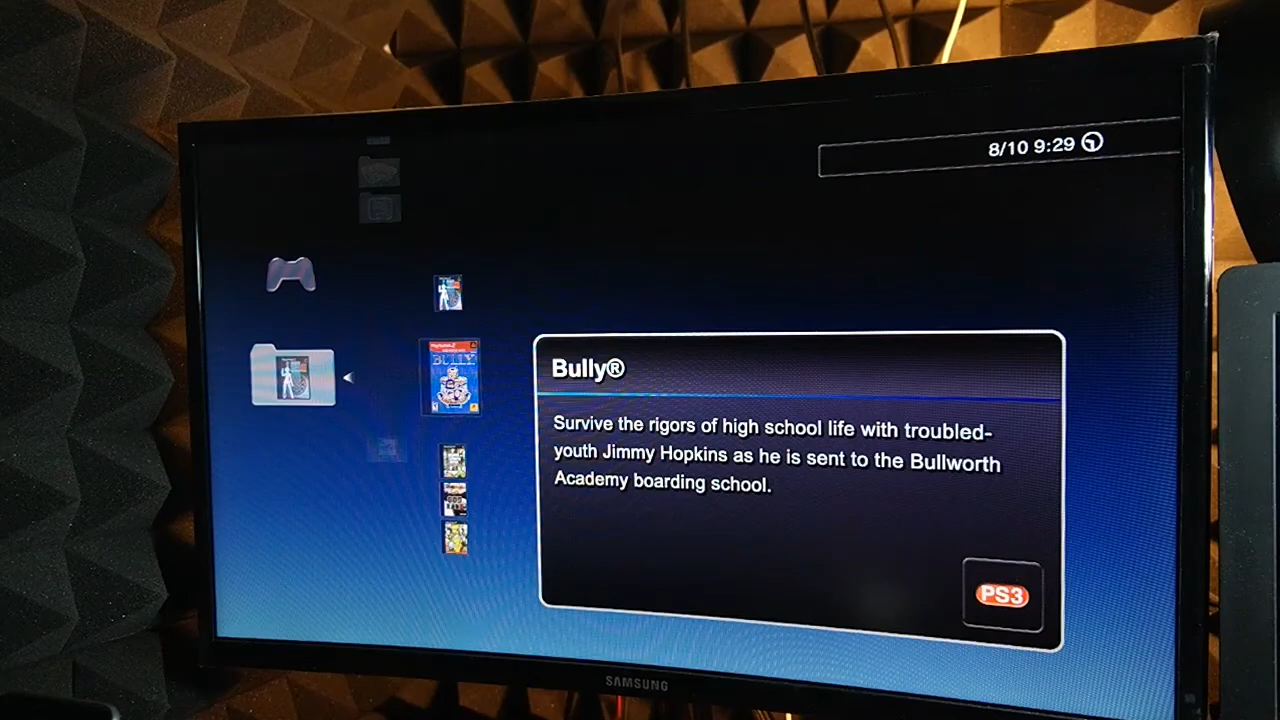 8/10 9:29
BULLY
Bully®
Survive the rigors of high school life with troubled-
youth Jimmy Hopkins as he is sent to the Bullworth
Academy boarding school.
PS3
SAMSUNG